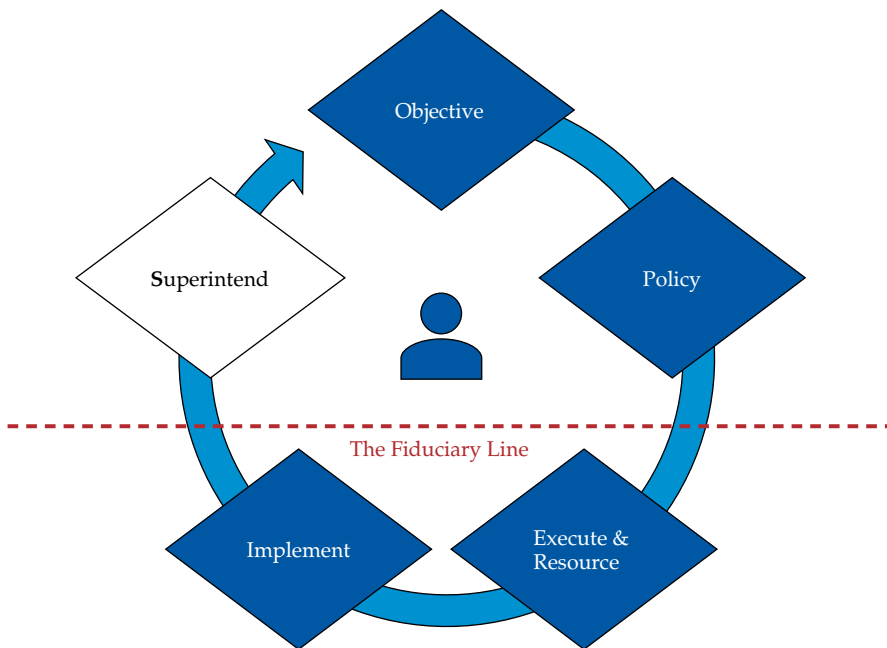 Objective
Policy
Superintend
The Fiduciary Line
Execute &
Resource
Implement